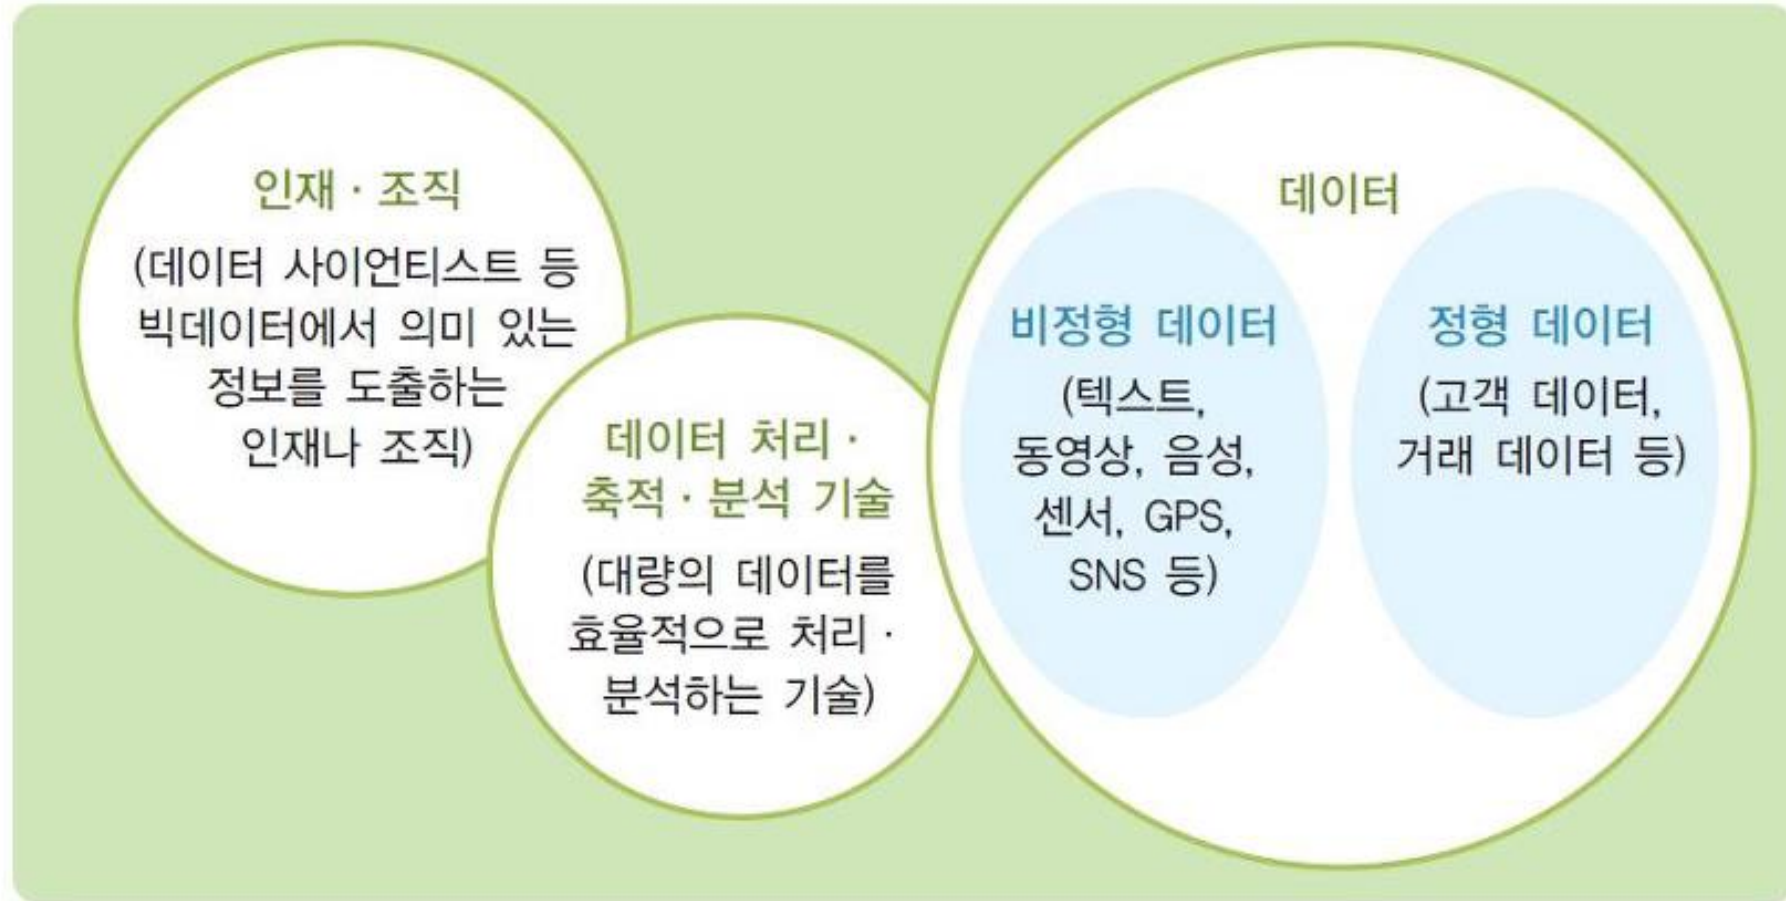 인재 · 조직
(데이터 사이언티스트 등
빅데이터에서 의미 있는
정보를 도출하는
인재나 조직)
데이터 처리 ·
축적 · 분석 기술
(대량의 데이터를
효율적으로 처리 ·
분석하는 기술)
데이터
비정형 데이터
(텍스트,
동영상, 음성,
센서, GPS,
SNS 등)
정형 데이터
(고객 데이터,
거래 데이터 등)